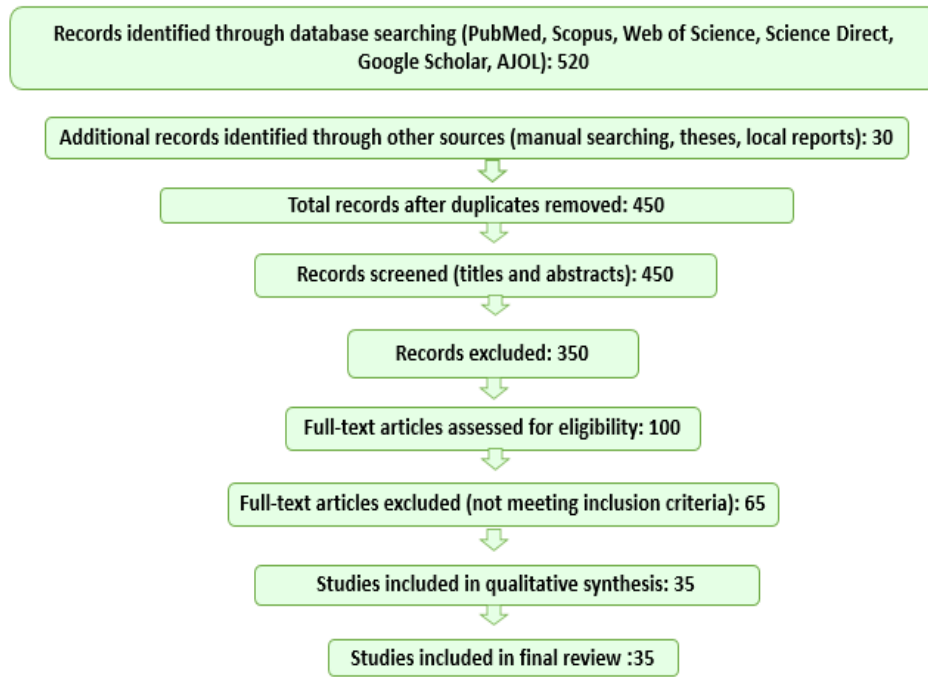 Records identified through database searching (PubMed, Scopus, Web of Science, Science Direct,
Google Scholar, AJOL): 520
Additional records identified through other sources (manual searching, theses, local reports): 30
Total records after duplicates removed: 450
Records screened (titles and abstracts): 450
Records excluded: 350
Full-text articles assessed for eligibility: 100
Full-text articles excluded (not meeting inclusion criteria): 65
Studies included in qualitative synthesis: 35
Studies included in final review :35